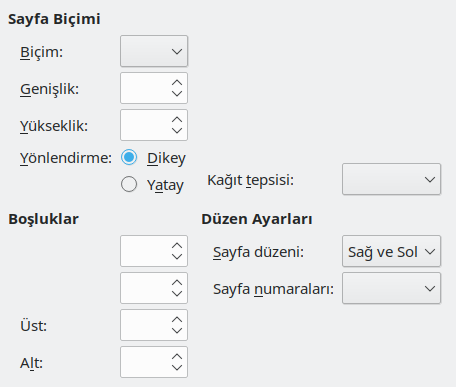 Sayfa Biçimi
Biçim:
Genişlik:
Yükseklik:
Yönlendirme: Dikey
Yatay
Kağıt tepsisi:
Boşluklar
Düzen Ayarları
Sayfa düzeni: Sağ ve Sol
Sayfa numaraları:
Üst:
Alt: